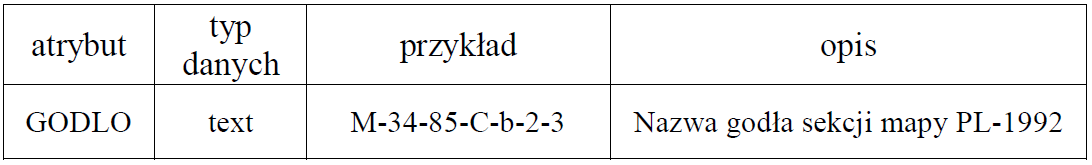 atrybut typ danych przykład opis
GODLO text M-34-85-C-b-2-3 Nazwa godła sekcji mapy PL-1992